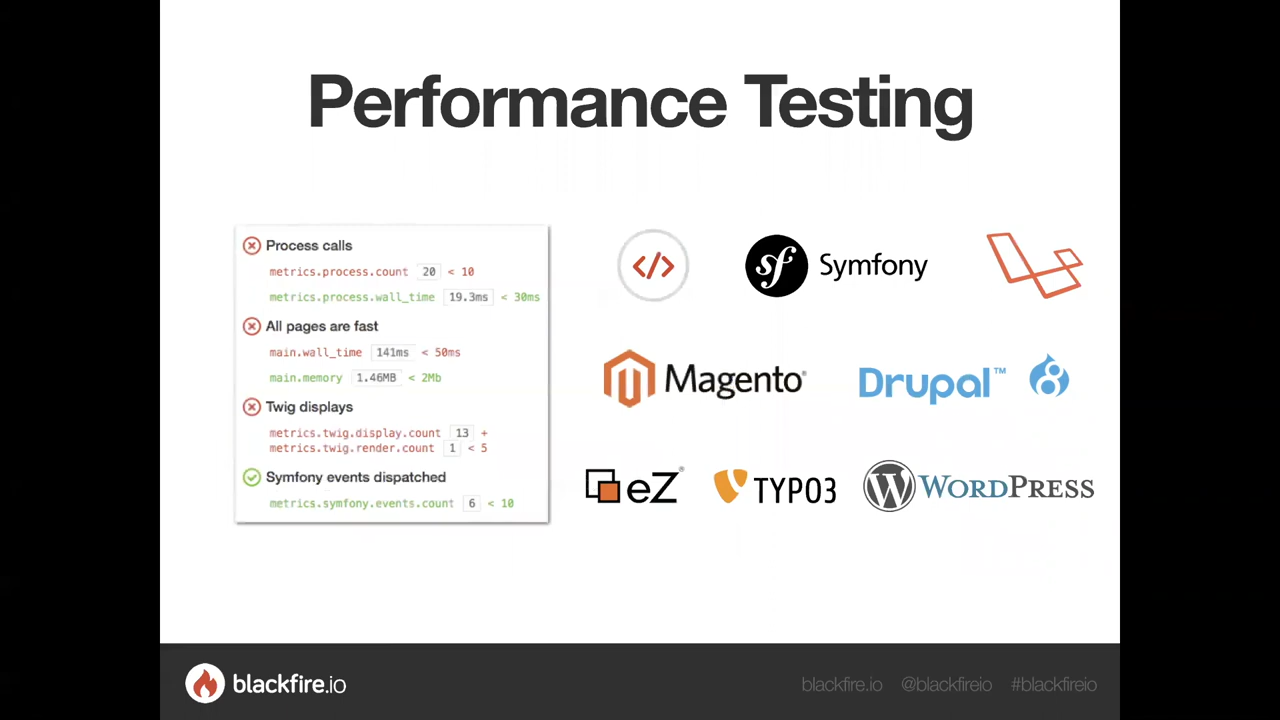 Performance Testing
Process calls
metrics.process.count 20 < 10
metrics.process.wall_time 19.3ms < 30ms
All pages are fast
main.wall_time 141ms < 50ms
main.memory 1.46MB < 2Mb
Twig displays
metrics.twig.display.count 13 +
metrics.twig.render.count 1 < 5
Symfony events dispatched
metrics.symfony.events.count 6 < 10
</>
sf Symfony
Magento®
Drupal™ 8
eZ®
TYPO3
W WORDPRESS
blackfire.io
blackfire.io @blackfireio #blackfireio